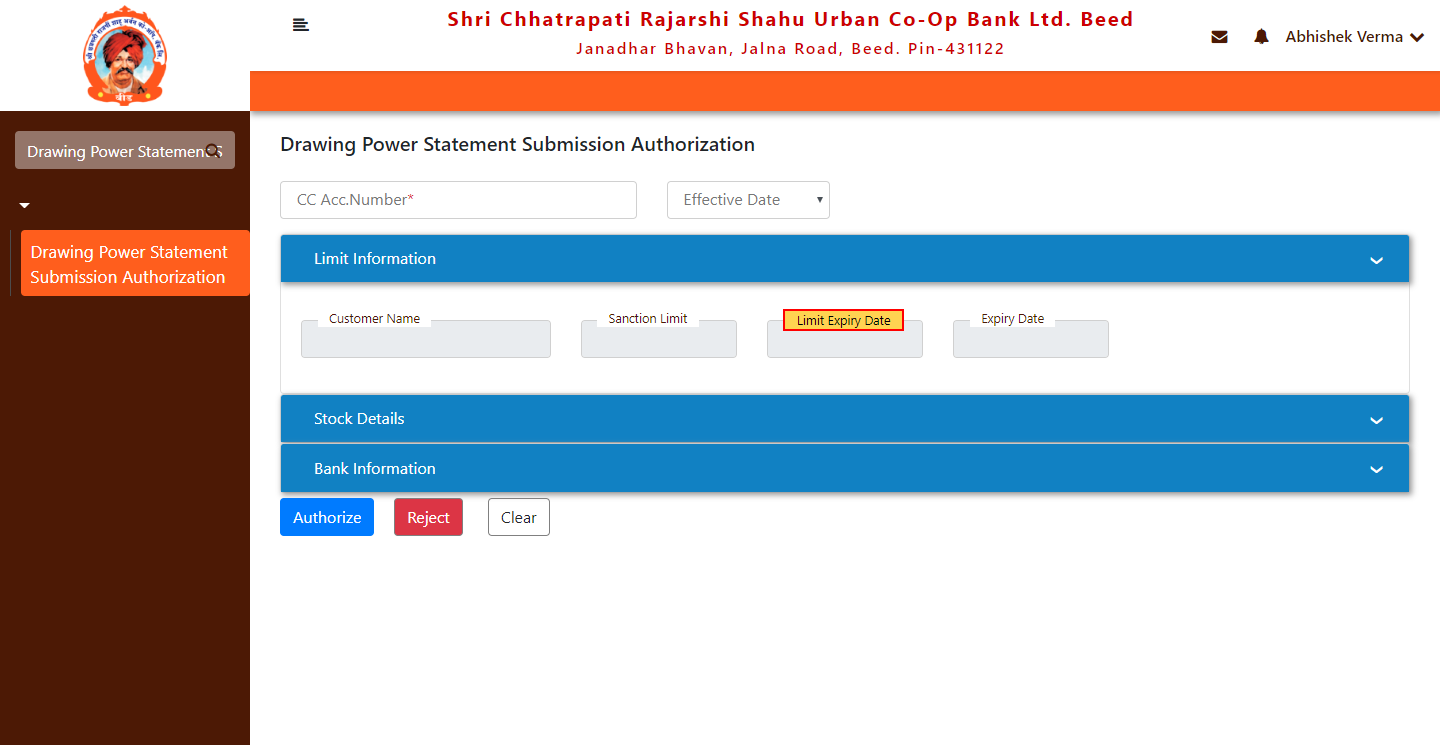 Shri Chhatrapati Rajarshi Shahu Urban Co-Op Bank Ltd. Beed
Janadhar Bhavan, Jalna Road, Beed. Pin-431122
Abhishek Verma
बीड
Drawing Power Statement S
Drawing Power Statement
Submission Authorization
Drawing Power Statement Submission Authorization
CC Acc.Number*
Effective Date
Limit Information
Customer Name
Sanction Limit
Limit Expiry Date
Expiry Date
Stock Details
Bank Information
Authorize
Reject
Clear